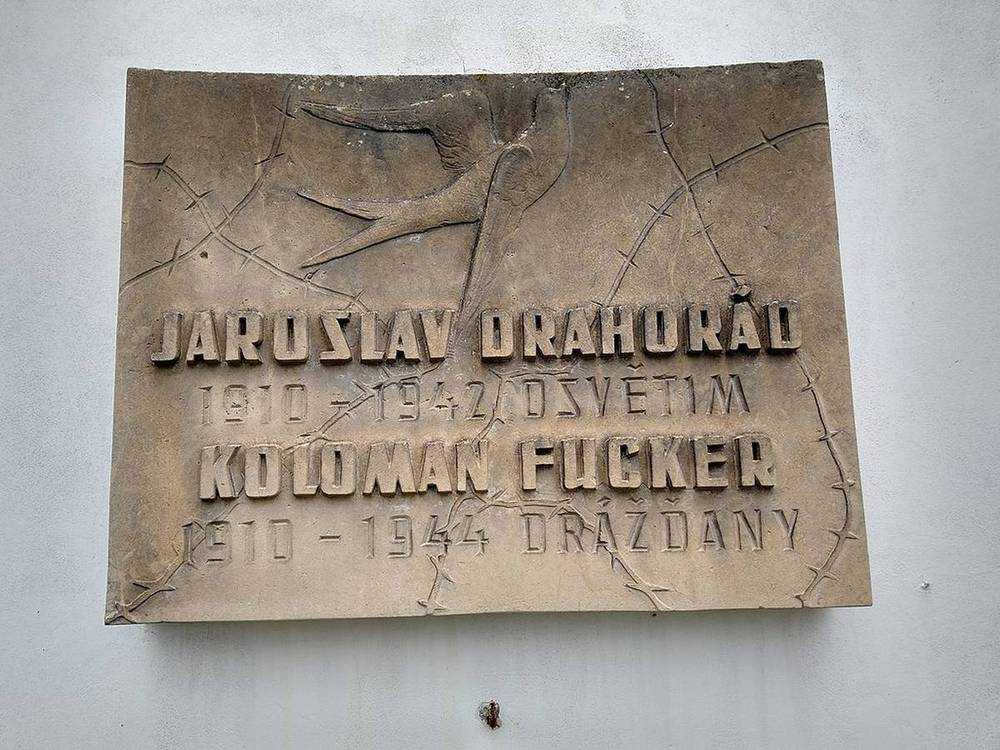 JAROSLAV DRAHORÁD
1910 - 1942 OSVĚTIM
KOLOMAN FUCKER
1910 - 1944 DRÁŽĎANY